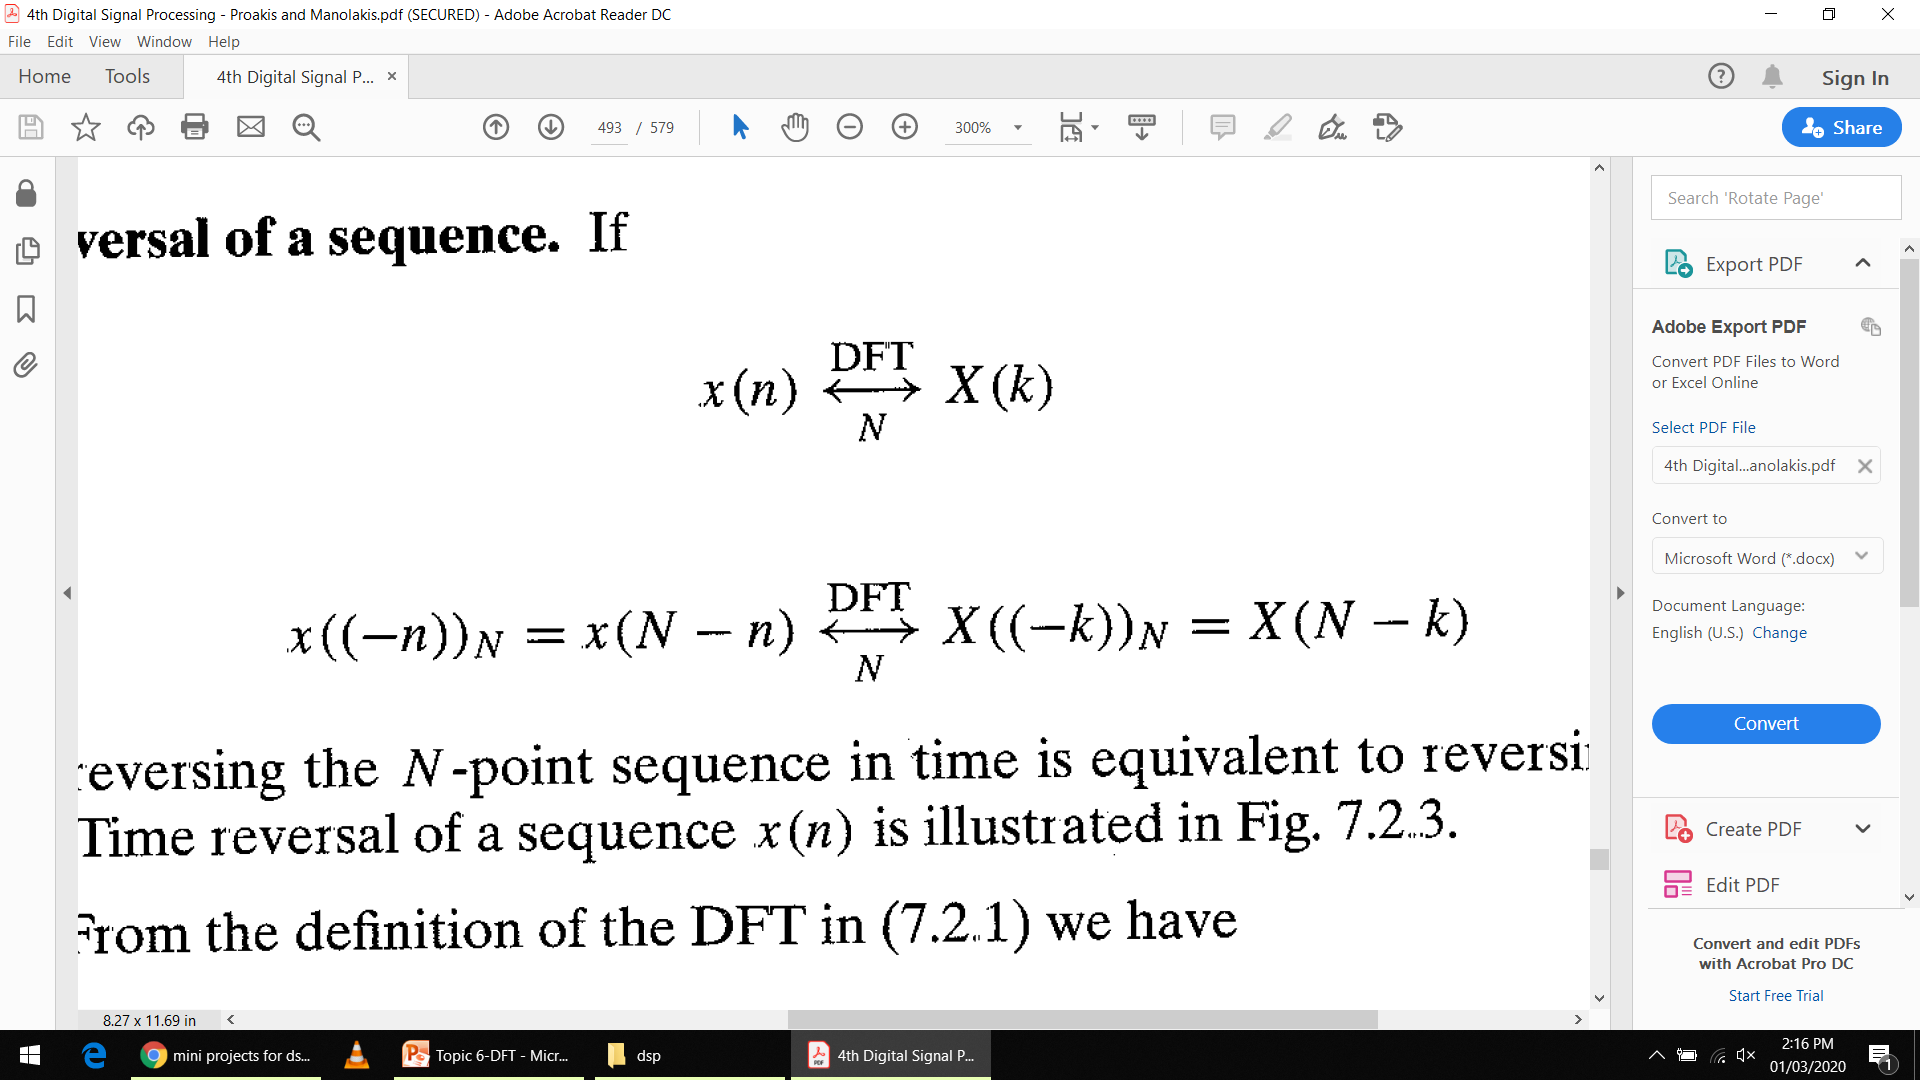 4th Digital Signal Processing - Proakis and Manolakis.pdf (SECURED) - Adobe Acrobat Reader DC
File Edit View Window Help
Home Tools 4th Digital Signal P... × Sign In
493 / 579 300% Share
versal of a sequence. If
x(n) DFT ⟷ N X(k)
x((−n))N = x(N − n) DFT ⟷ N X((−k))N = X(N − k)
reversing the N-point sequence in time is equivalent to reversi
Time reversal of a sequence x(n) is illustrated in Fig. 7.2.3.
From the definition of the DFT in (7.2.1) we have
8.27 x 11.69 in
Search 'Rotate Page'
Export PDF
Adobe Export PDF
Convert PDF Files to Word
or Excel Online
Select PDF File
4th Digital...anolakis.pdf
Convert to
Microsoft Word (*.docx)
Document Language:
English (U.S.) Change
Convert
Create PDF
Edit PDF
Convert and edit PDFs
with Acrobat Pro DC
Start Free Trial
mini projects for ds... Topic 6-DFT - Micr... dsp 4th Digital Signal P...
2:16 PM
01/03/2020
1